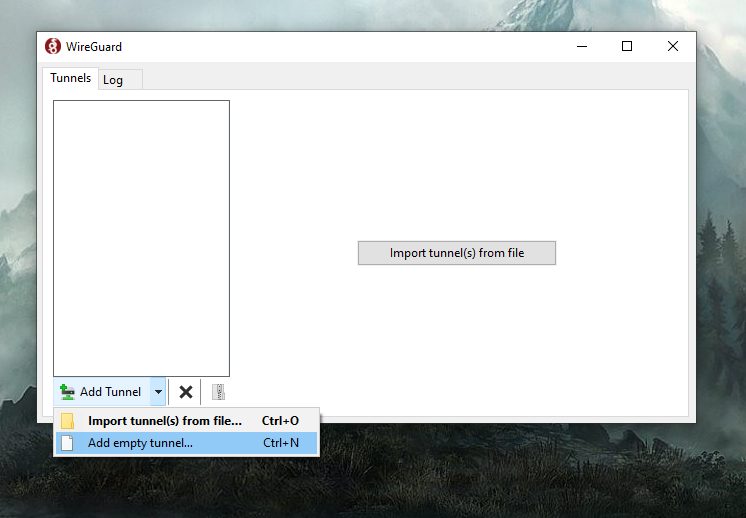 WireGuard
Tunnels Log
Import tunnel(s) from file
Add Tunnel
Import tunnel(s) from file... Ctrl+O
Add empty tunnel... Ctrl+N